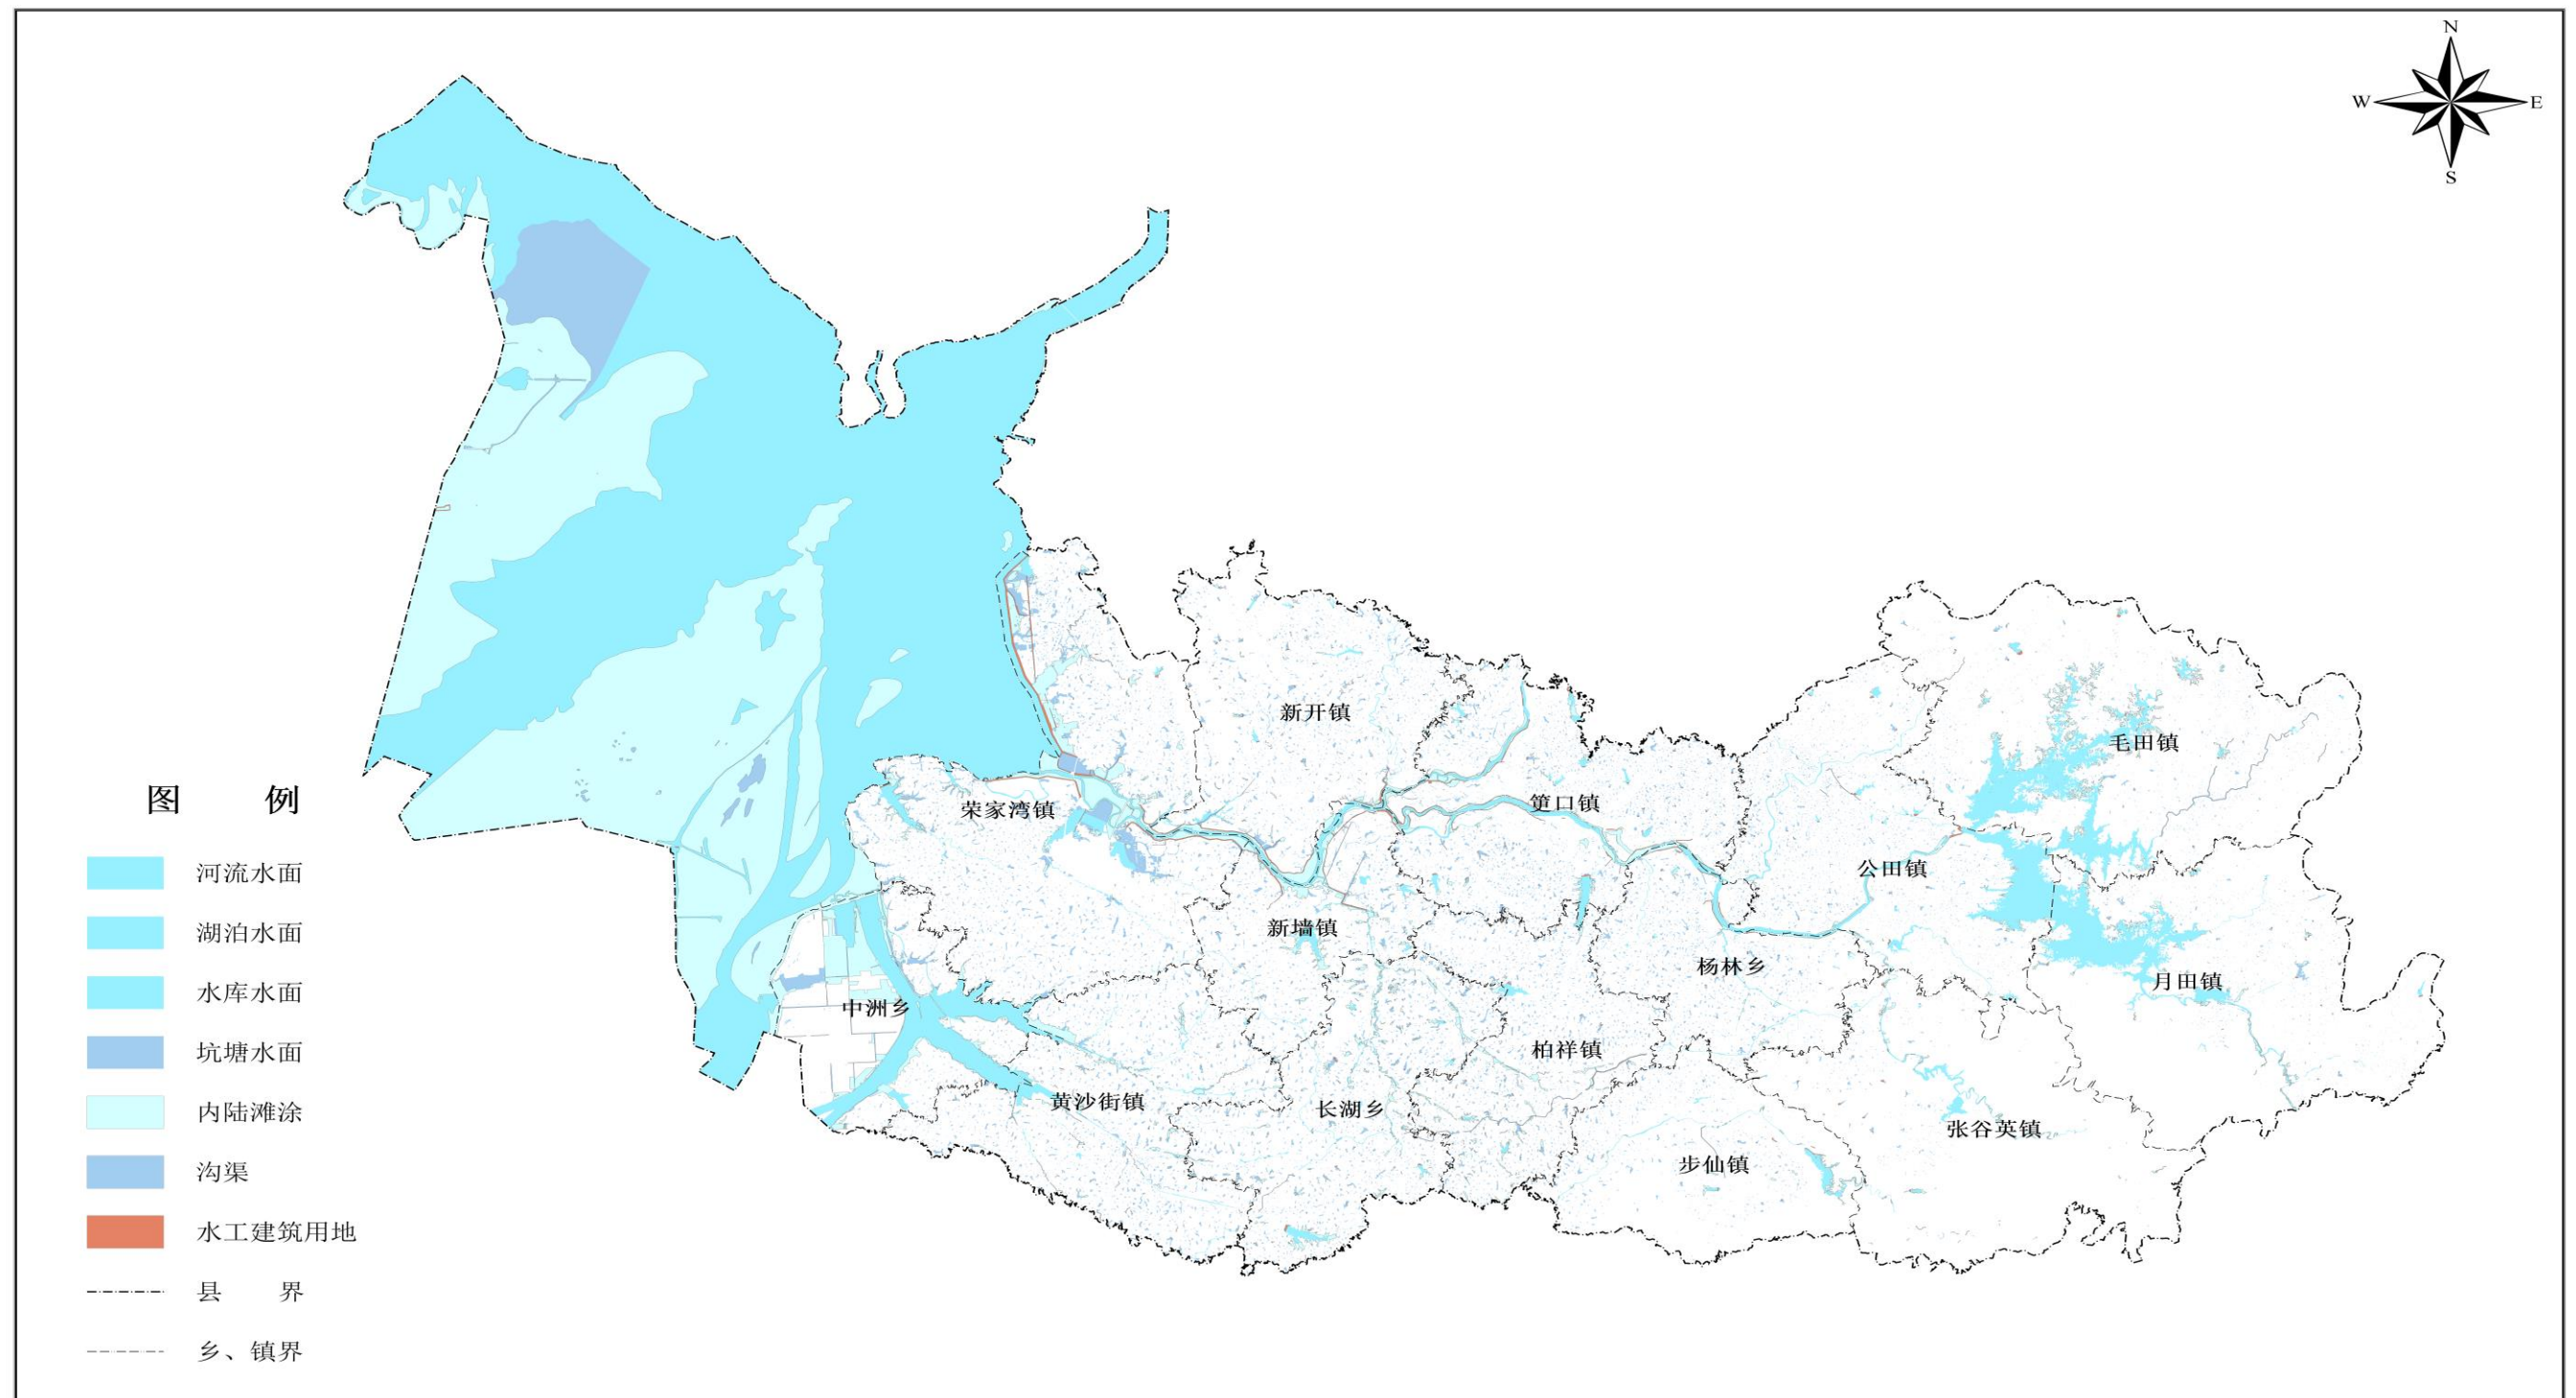 N
W E
S
新开镇
毛田镇
荣家湾镇
筻口镇
公田镇
新墙镇
杨林乡
月田镇
中洲乡
柏祥镇
黄沙街镇
长湖乡
张谷英镇
步仙镇
图 例
河流水面
湖泊水面
水库水面
坑塘水面
内陆滩涂
沟渠
水工建筑用地
县 界
乡、镇界